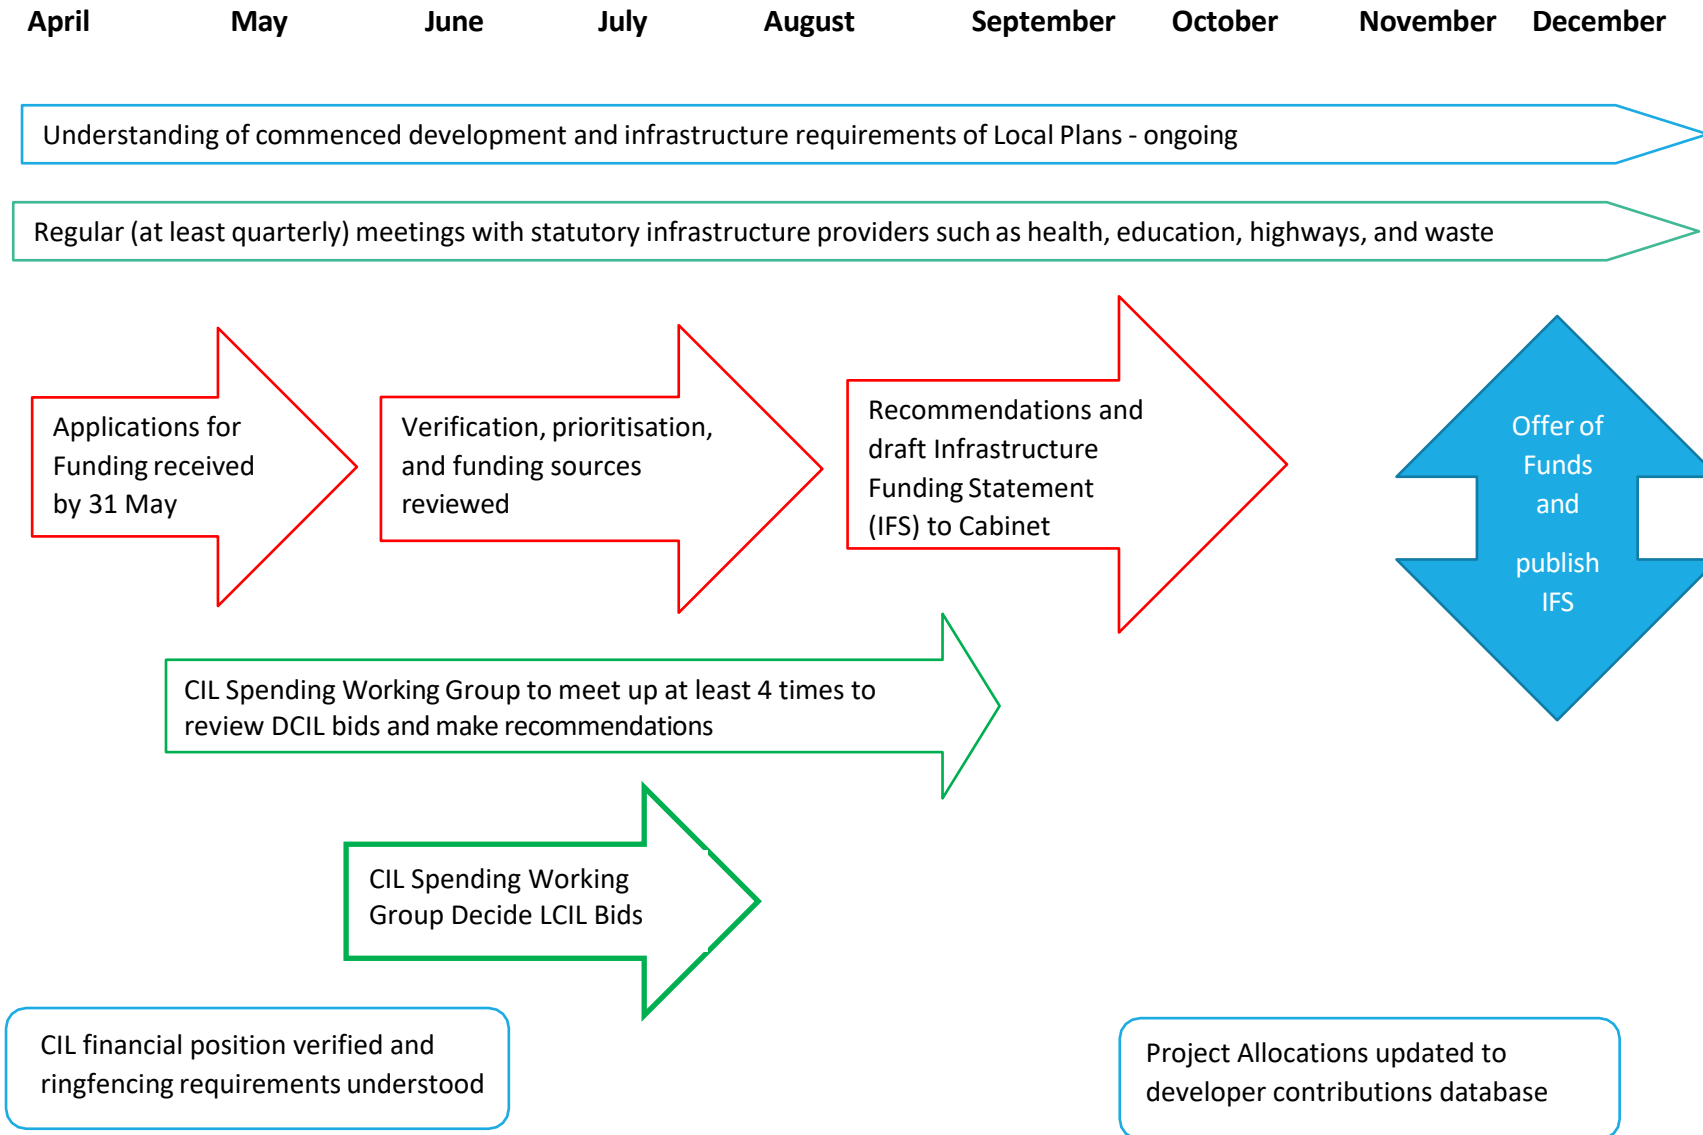 April May June July August September October November December
Understanding of commenced development and infrastructure requirements of Local Plans - ongoing
Regular (at least quarterly) meetings with statutory infrastructure providers such as health, education, highways, and waste
Applications for
Funding received
by 31 May
Verification, prioritisation,
and funding sources
reviewed
Recommendations and
draft Infrastructure
Funding Statement
(IFS) to Cabinet
Offer of
Funds
and
publish
IFS
CIL Spending Working Group to meet up at least 4 times to
review DCIL bids and make recommendations
CIL Spending Working
Group Decide LCIL Bids
CIL financial position verified and
ringfencing requirements understood
Project Allocations updated to
developer contributions database